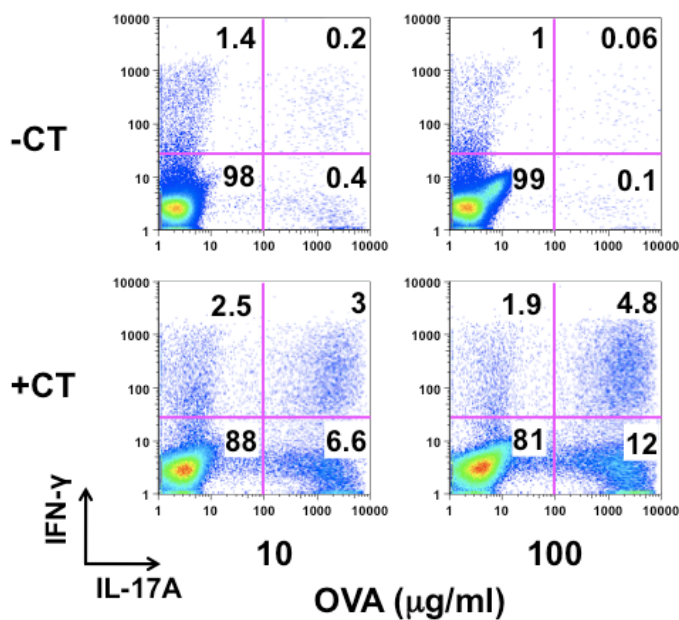 10000 1.4 0.2 10000 1 0.06
1000 1000
-CT 100 100
10 98 0.4 10 99 0.1
1 1
1 10 100 1000 10000 1 10 100 1000 10000
10000 2.5 3 10000 1.9 4.8
1000 1000
+CT 100 100
10 88 6.6 10 81 12
1 1
1 10 100 1000 10000 1 10 100 1000 10000
IFN-γ
IL-17A
10 100
OVA (µg/ml)